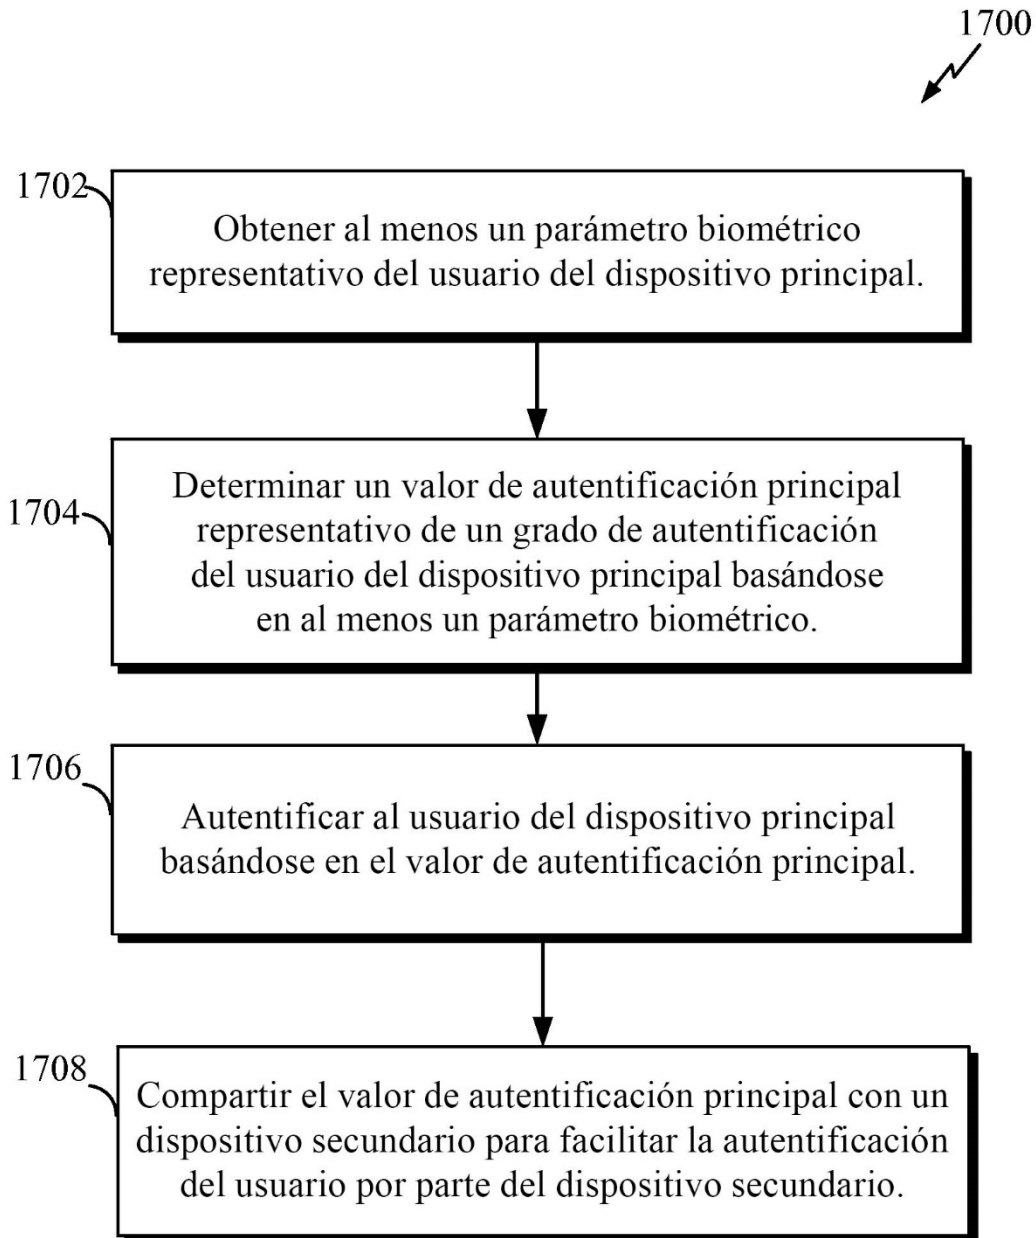 1700
1702
Obtener al menos un parámetro biométrico
representativo del usuario del dispositivo principal.
1704
Determinar un valor de autentificación principal
representativo de un grado de autentificación
del usuario del dispositivo principal basándose
en al menos un parámetro biométrico.
1706
Autentificar al usuario del dispositivo principal
basándose en el valor de autentificación principal.
1708
Compartir el valor de autentificación principal con un
dispositivo secundario para facilitar la autentificación
del usuario por parte del dispositivo secundario.